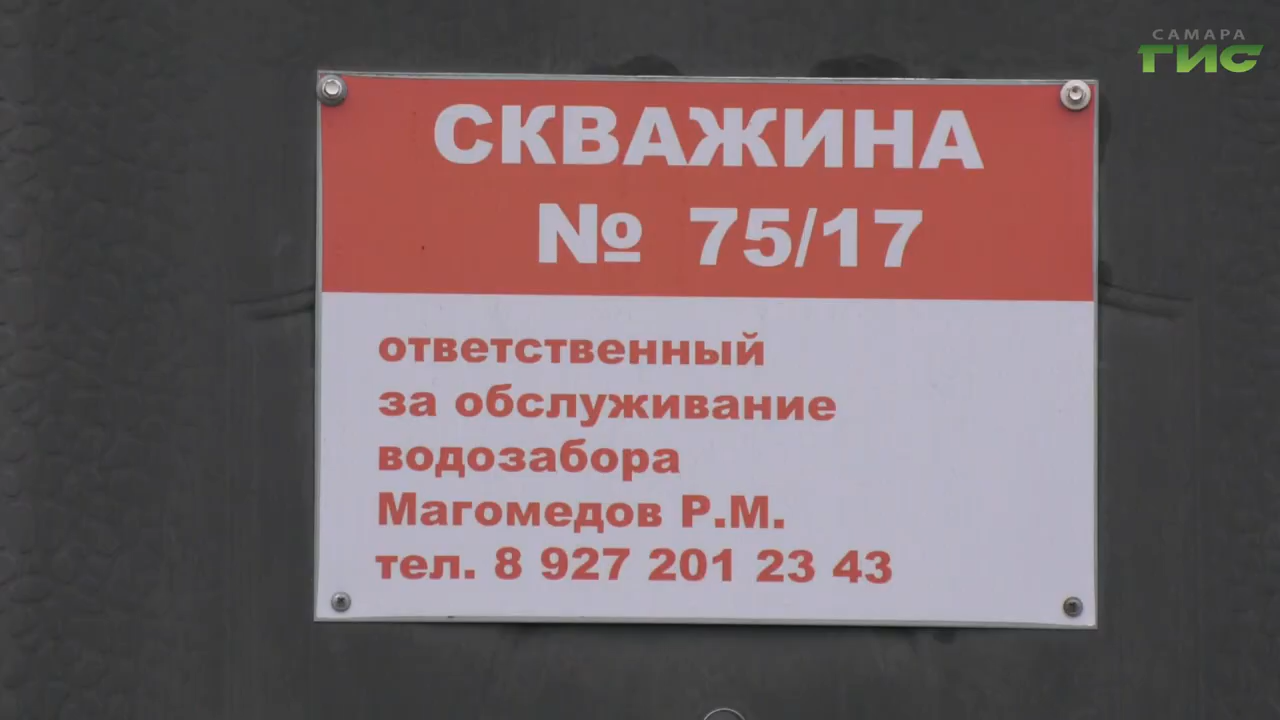 САМАРА
ГИС
СКВАЖИНА
№ 75/17
ответственный
за обслуживание
водозабора
Магомедов Р.М.
тел. 8 927 201 23 43